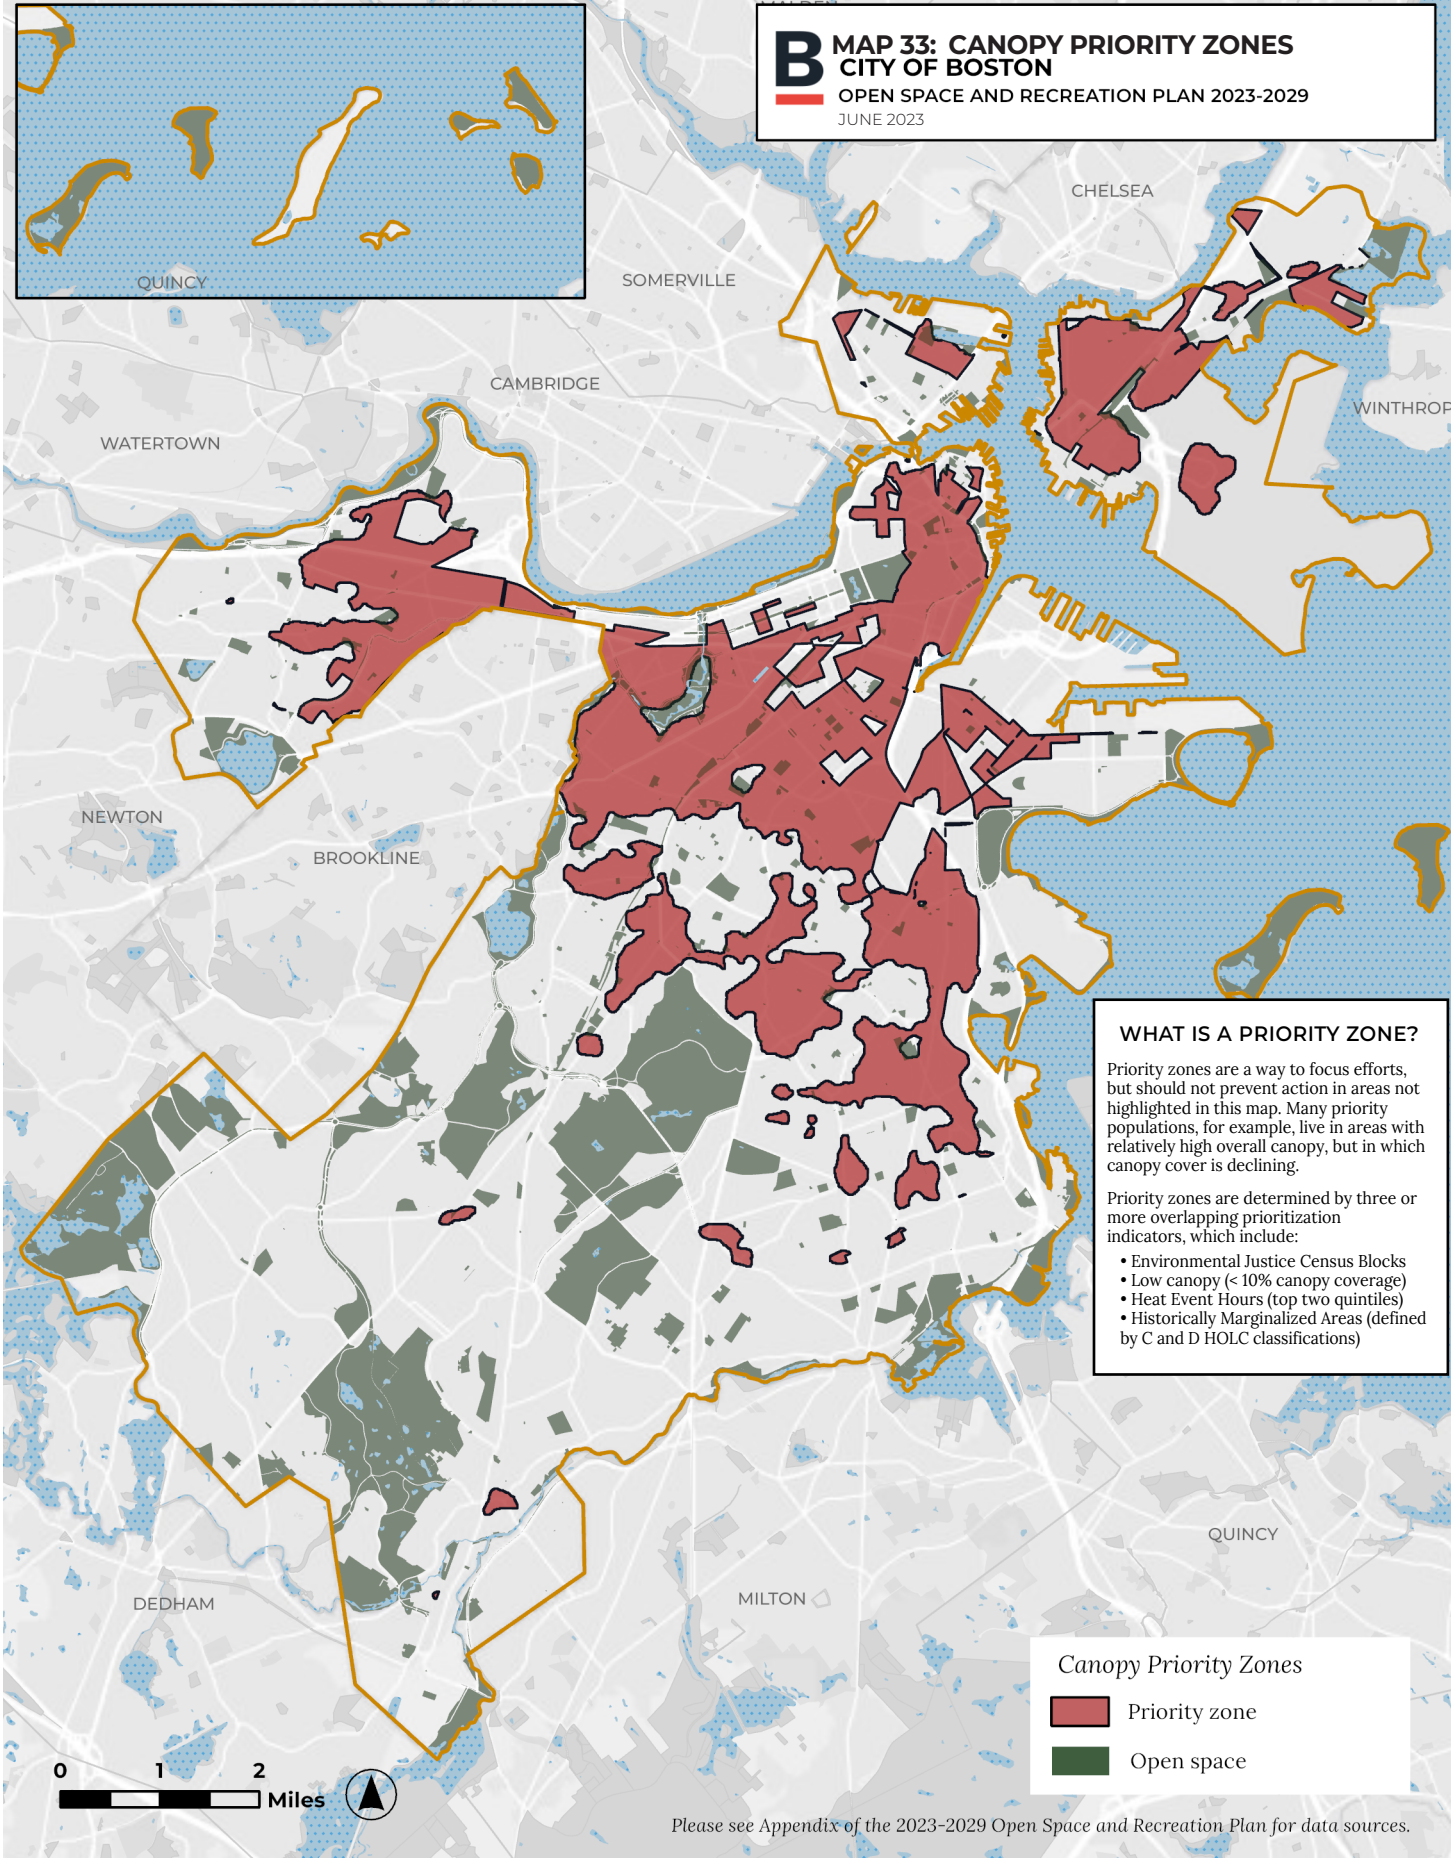 B
MAP 33: CANOPY PRIORITY ZONES
CITY OF BOSTON
OPEN SPACE AND RECREATION PLAN 2023-2029
JUNE 2023
MALDEN
CHELSEA
QUINCY
SOMERVILLE
CAMBRIDGE
WINTHROP
WATERTOWN
NEWTON
BROOKLINE
WHAT IS A PRIORITY ZONE?
Priority zones are a way to focus efforts,
but should not prevent action in areas not
highlighted in this map. Many priority
populations, for example, live in areas with
relatively high overall canopy, but in which
canopy cover is declining.
Priority zones are determined by three or
more overlapping prioritization
indicators, which include:
• Environmental Justice Census Blocks
• Low canopy (< 10% canopy coverage)
• Heat Event Hours (top two quintiles)
• Historically Marginalized Areas (defined
by C and D HOLC classifications)
QUINCY
DEDHAM
MILTON
Canopy Priority Zones
Priority zone
Open space
0 1 2
Miles
Please see Appendix of the 2023-2029 Open Space and Recreation Plan for data sources.